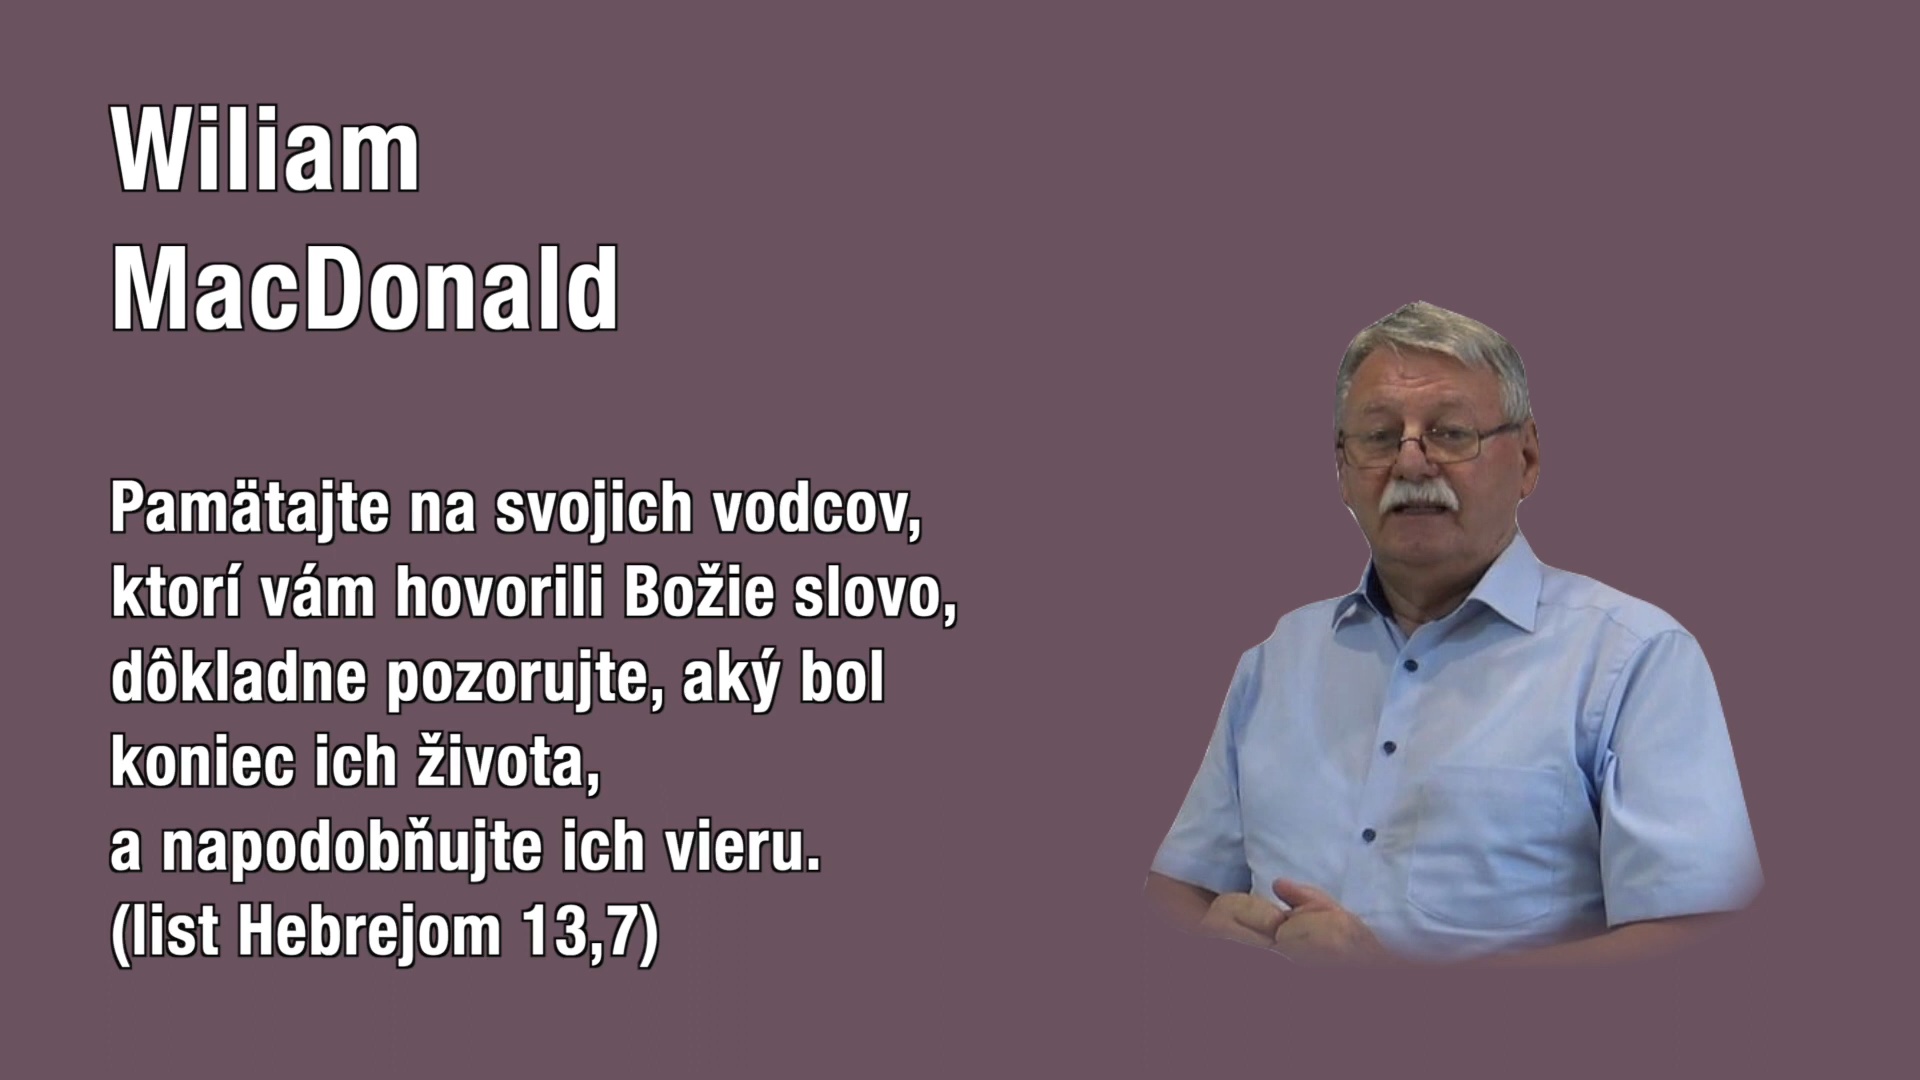 Wiliam
MacDonald
Pamätajte na svojich vodcov,
ktorí vám hovorili Božie slovo,
dôkladne pozorujte, aký bol
koniec ich života,
a napodobňujte ich vieru.
(list Hebrejom 13,7)